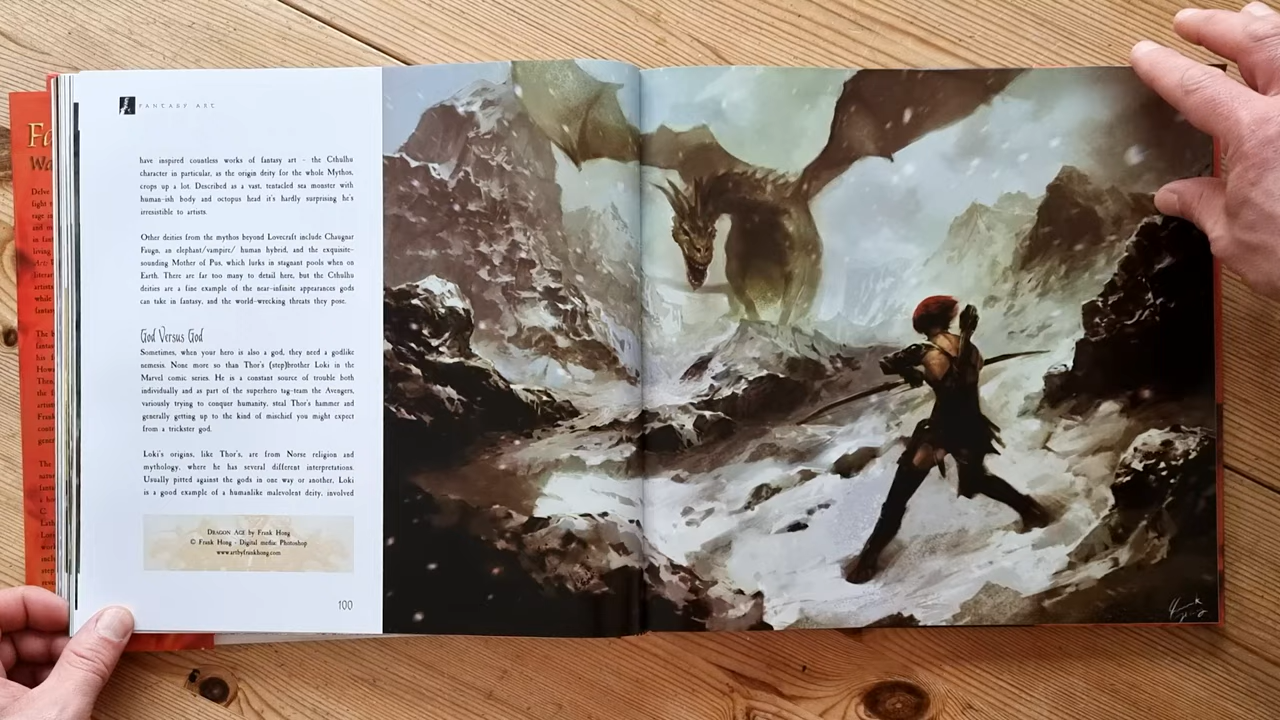 FANTASY ART
have inspired countless works of fantasy art – the Cthulhu
character in particular, as the origin deity for the whole Mythos,
crops up a lot. Described as a vast, tentacled sea monster with
human-ish body and octopus head it's hardly surprising he's
irresistible to artists.
Other deities from the mythos beyond Lovecraft include Chaugnar
Faugn, an elephant/vampire/ human hybrid, and the exquisite-
sounding Mother of Pus, which lurks in stagnant pools when on
Earth. There are far too many to detail here, but the Cthulhu
deities are a fine example of the near-infinite appearances gods
can take in fantasy, and the world-wrecking threats they pose.
God Versus God
Sometimes, when your hero is also a god, they need a godlike
nemesis. None more so than Thor's (step)brother Loki in the
Marvel comic series. He is a constant source of trouble both
individually and as part of the superhero tag-team the Avengers,
variously trying to conquer humanity, steal Thor's hammer and
generally getting up to the kind of mischief you might expect
from a trickster god.
Loki's origins, like Thor's, are from Norse religion and
mythology, where he has several different interpretations.
Usually pitted against the gods in one way or another, Loki
is a good example of a humanlike malevolent deity, involved
DRAGON AGE by Frank Hong
© Frank Hong - Digital media: Photoshop
www.artbyfrankhong.com
100